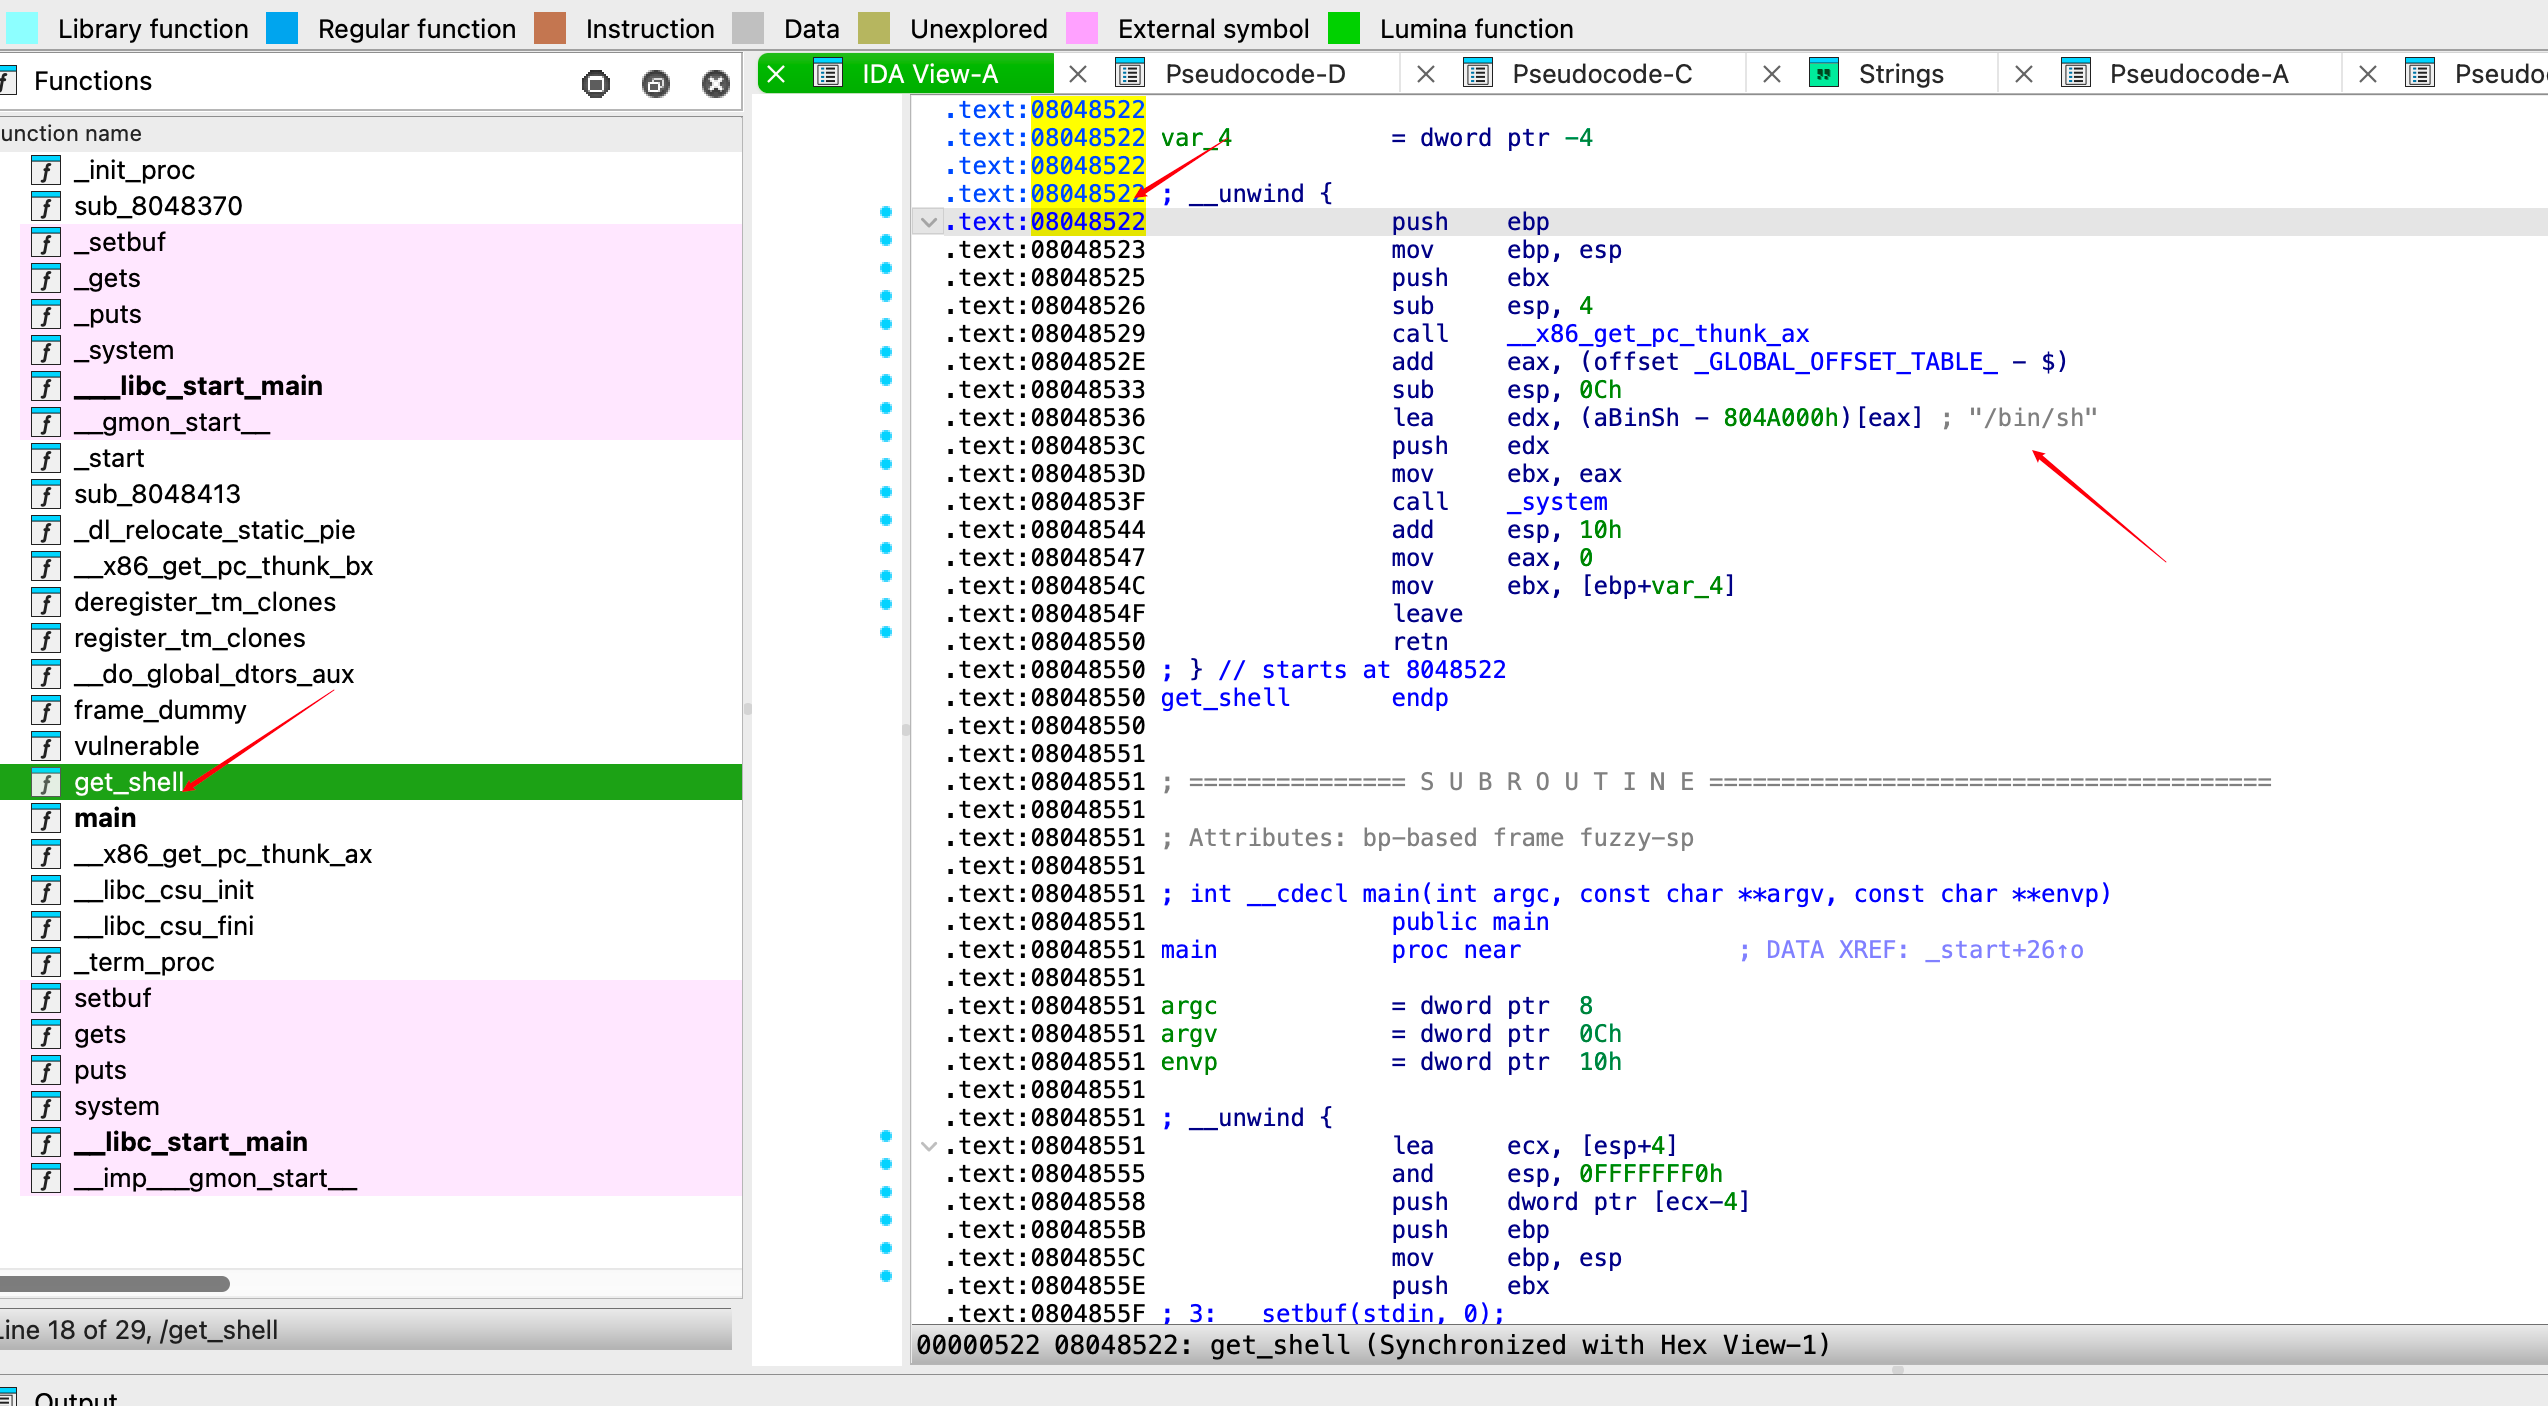 Library function Regular function Instruction Data Unexplored External symbol Lumina function
Functions
IDA View-A Pseudocode-D Pseudocode-C Strings Pseudocode-A Pseudo
unction name
_init_proc
sub_8048370
_setbuf
_gets
_puts
_system
___libc_start_main
__gmon_start__
_start
sub_8048413
_dl_relocate_static_pie
__x86_get_pc_thunk_bx
deregister_tm_clones
register_tm_clones
__do_global_dtors_aux
frame_dummy
vulnerable
get_shell
main
__x86_get_pc_thunk_ax
__libc_csu_init
__libc_csu_fini
_term_proc
setbuf
gets
puts
system
__libc_start_main
__imp___gmon_start__
Line 18 of 29, /get_shell
.text:08048522
.text:08048522 var_4 = dword ptr -4
.text:08048522
.text:08048522 ; __unwind {
.text:08048522 push ebp
.text:08048523 mov ebp, esp
.text:08048525 push ebx
.text:08048526 sub esp, 4
.text:08048529 call __x86_get_pc_thunk_ax
.text:0804852E add eax, (offset _GLOBAL_OFFSET_TABLE_ - $)
.text:08048533 sub esp, 0Ch
.text:08048536 lea edx, (aBinSh - 804A000h)[eax] ; "/bin/sh"
.text:0804853C push edx
.text:0804853D mov ebx, eax
.text:0804853F call _system
.text:08048544 add esp, 10h
.text:08048547 mov eax, 0
.text:0804854C mov ebx, [ebp+var_4]
.text:0804854F leave
.text:08048550 retn
.text:08048550 ; } // starts at 8048522
.text:08048550 get_shell endp
.text:08048550
.text:08048551
.text:08048551 ; =============== S U B R O U T I N E =======================================
.text:08048551
.text:08048551 ; Attributes: bp-based frame fuzzy-sp
.text:08048551
.text:08048551 ; int __cdecl main(int argc, const char **argv, const char **envp)
.text:08048551 public main
.text:08048551 main proc near ; DATA XREF: _start+26↑o
.text:08048551
.text:08048551 argc = dword ptr 8
.text:08048551 argv = dword ptr 0Ch
.text:08048551 envp = dword ptr 10h
.text:08048551
.text:08048551 ; __unwind {
.text:08048551 lea ecx, [esp+4]
.text:08048555 and esp, 0FFFFFFF0h
.text:08048558 push dword ptr [ecx-4]
.text:0804855B push ebp
.text:0804855C mov ebp, esp
.text:0804855E push ebx
.text:0804855F ; 3: setbuf(stdin, 0);
00000522 08048522: get_shell (Synchronized with Hex View-1)
Output